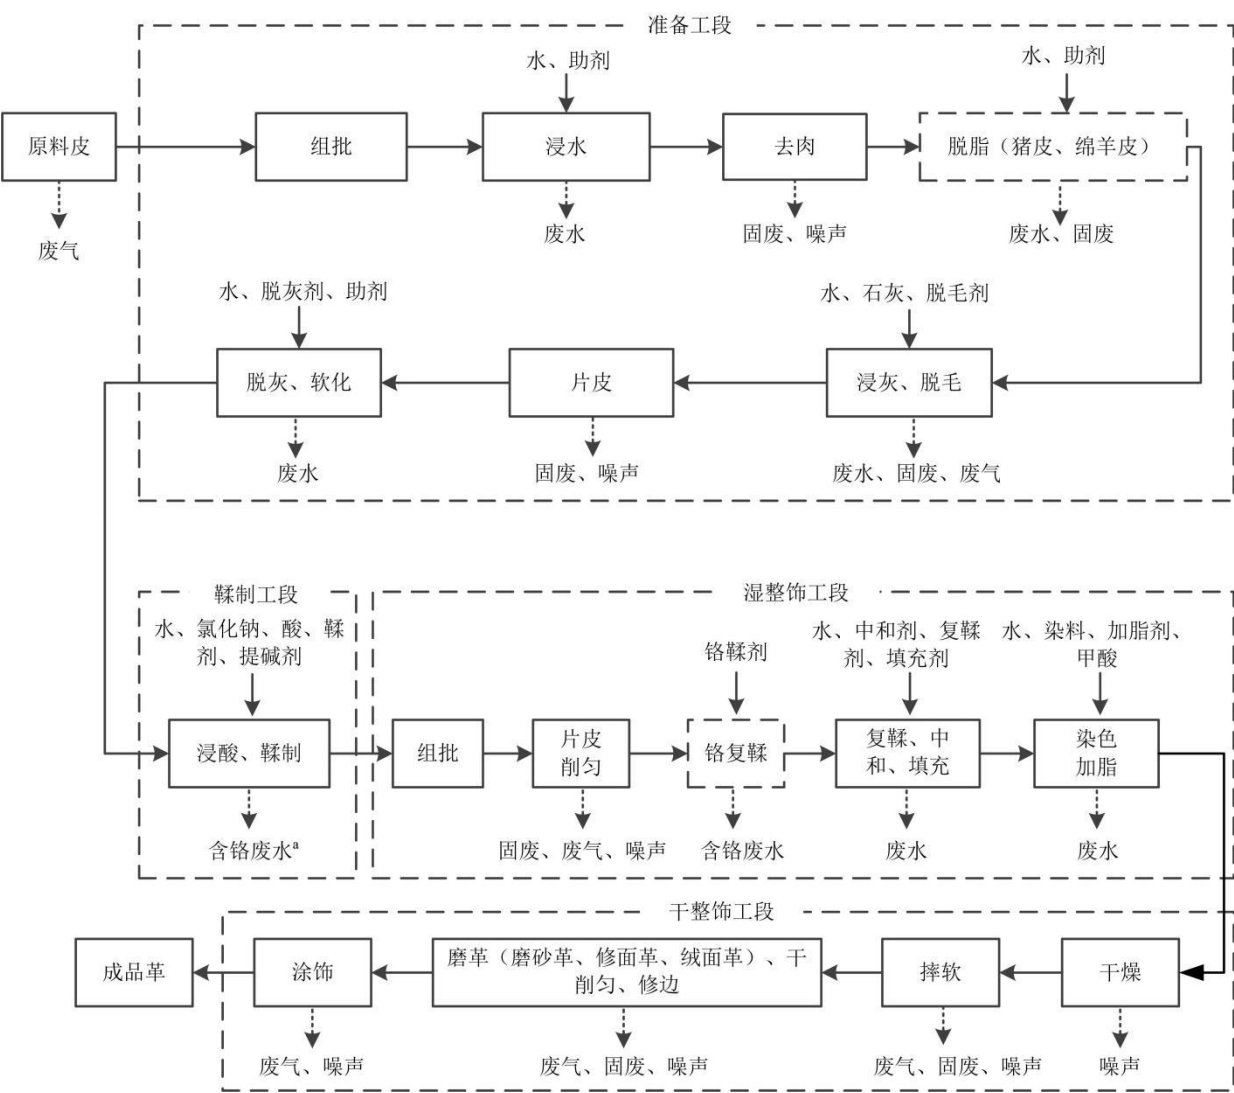 准备工段
水、助剂
水、助剂
原料皮
组批
浸水
去肉
脱脂（猪皮、绵羊皮）
废气
废水
固废、噪声
废水、固废
水、脱灰剂、助剂
水、石灰、脱毛剂
脱灰、软化
片皮
浸灰、脱毛
废水
固废、噪声
废水、固废、废气
鞣制工段
湿整饰工段
水、氯化钠、酸、鞣
剂、提碱剂
铬鞣剂
水、中和剂、复鞣
剂、填充剂
水、染料、加脂剂、
甲酸
浸酸、鞣制
组批
片皮
削匀
铬复鞣
复鞣、中
和、填充
染色
加脂
含铬废水ᵃ
固废、废气、噪声
含铬废水
废水
废水
干整饰工段
成品革
涂饰
磨革（磨砂革、修面革、绒面革）、干
削匀、修边
摔软
干燥
废气、噪声
废气、固废、噪声
废气、固废、噪声
噪声